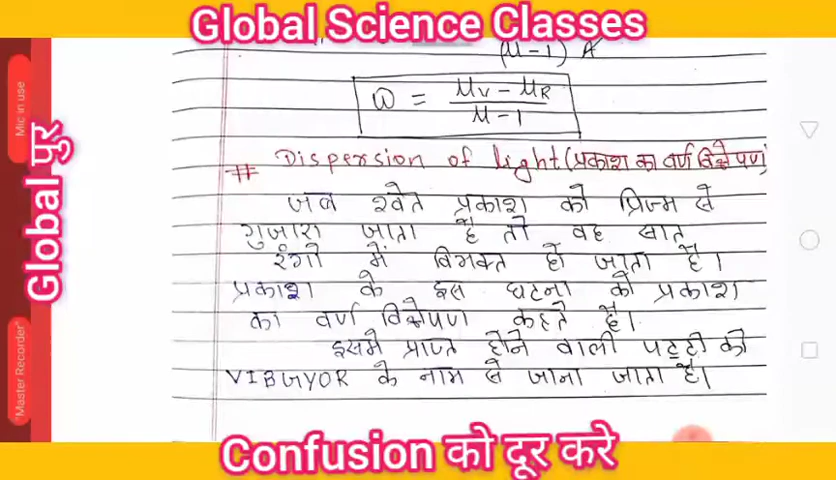 Global Science Classes
(μ-1) A
ω = μv - μR / μ-1
# Dispersion of light (प्रकाश का वर्ण विक्षेपण)
जब श्वेत प्रकाश को प्रिज्म से
गुजारा जाता है तो वह सात
रंगो में विभक्त हो जाता है।
प्रकाश के इस घटना को प्रकाश
का वर्ण विक्षेपण कहते है।
इसमे प्राप्त होने वाली पट्टी को
VIBGYOR के नाम से जाना जाता है।
Global पुर
Mic in use
"Master Recorder"
Confusion को दूर करे